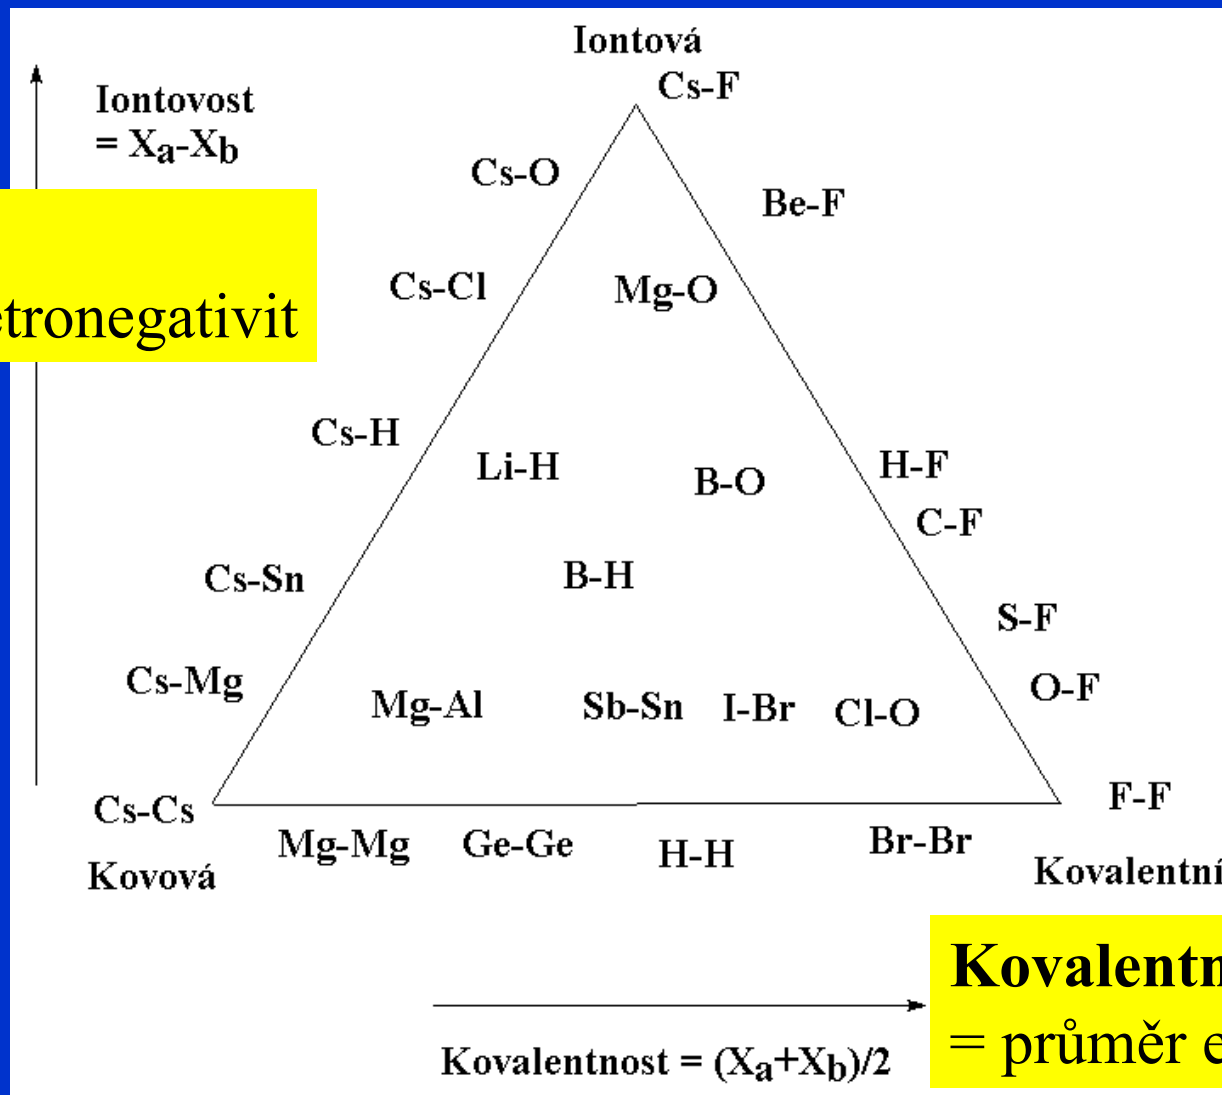 Iontová
Cs-F
Iontovost
= Xa-Xb
Cs-O
Be-F
Cs-Cl
Mg-O
tronegativit
Cs-H
Li-H
B-O
H-F
C-F
Cs-Sn
B-H
S-F
Cs-Mg
O-F
Mg-Al
Sb-Sn
I-Br
Cl-O
Cs-Cs
F-F
Mg-Mg
Ge-Ge
H-H
Br-Br
Kovová
Kovalentní
Kovalentn
= průměr e
Kovalentnost = (Xa+Xb)/2